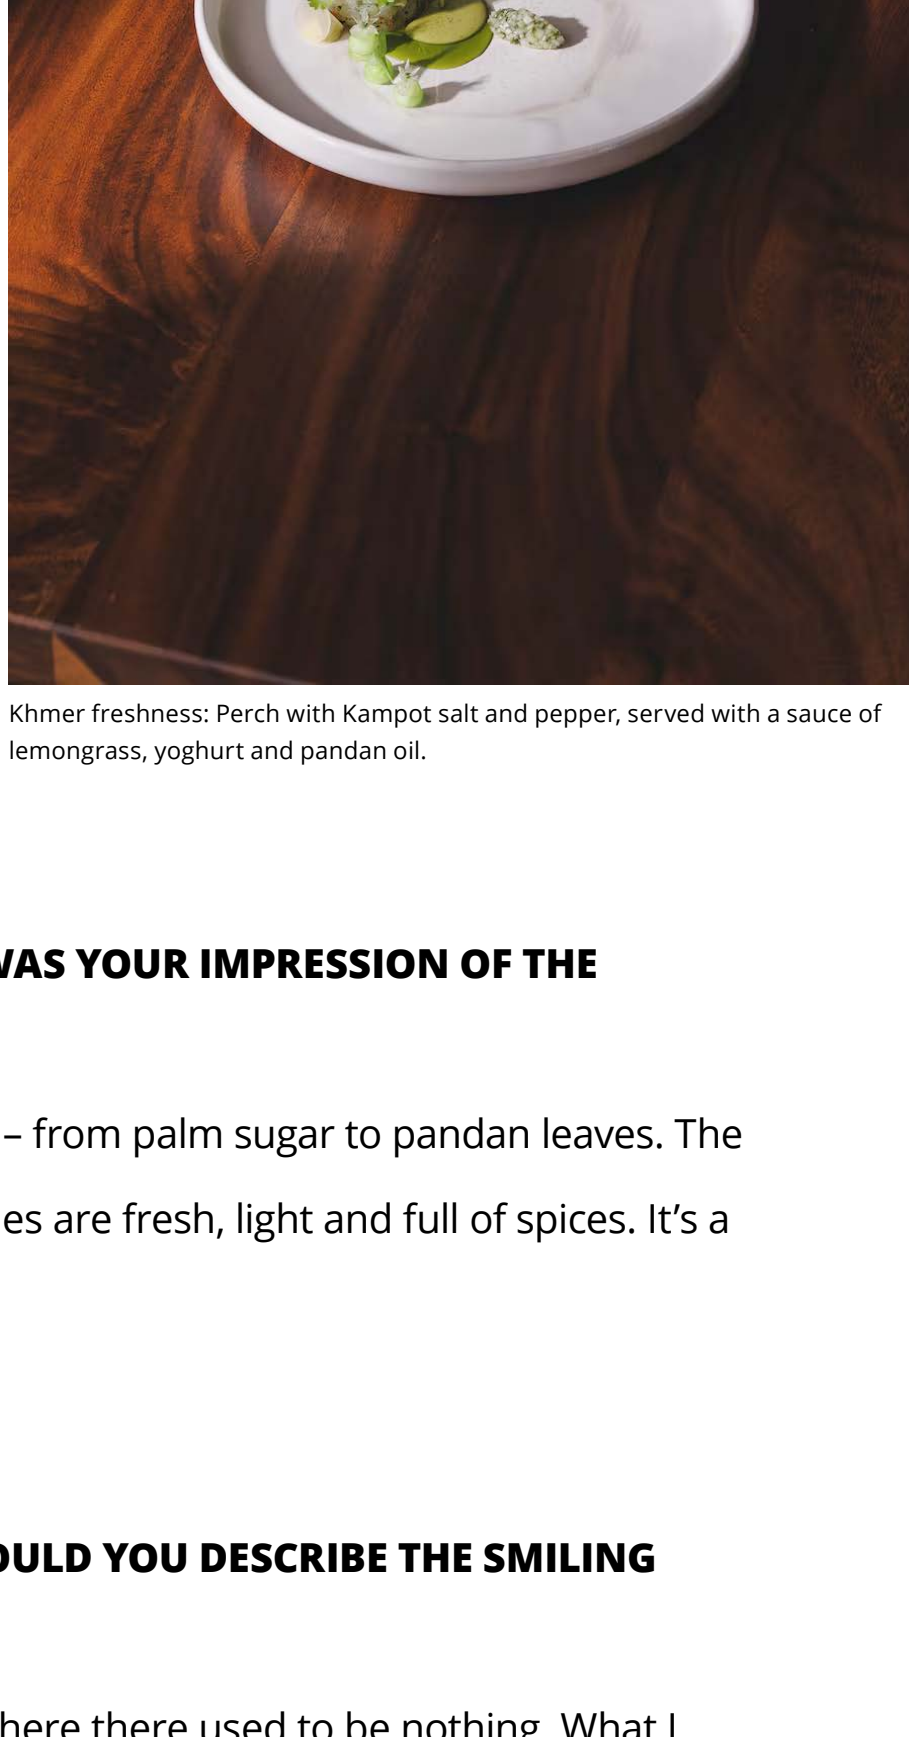 Khmer freshness: Perch with Kampot salt and pepper, served with a sauce of
lemongrass, yoghurt and pandan oil.
WAS YOUR IMPRESSION OF THE
– from palm sugar to pandan leaves. The
es are fresh, light and full of spices. It’s a
OULD YOU DESCRIBE THE SMILING
here there used to be nothing. What I